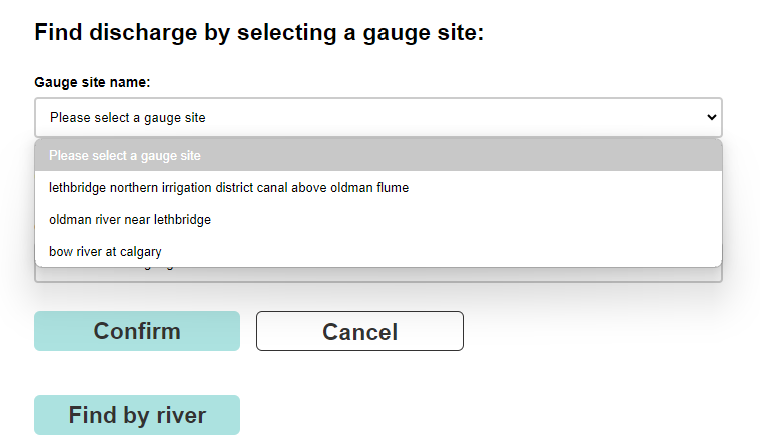 Find discharge by selecting a gauge site:
Gauge site name:
Please select a gauge site
Please select a gauge site
lethbridge northern irrigation district canal above oldman flume
oldman river near lethbridge
bow river at calgary
Confirm
Cancel
Find by river